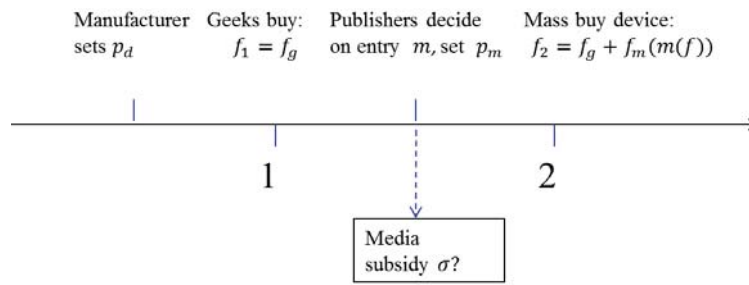 Manufacturer
sets p_d
Geeks buy:
f_1 = f_g
Publishers decide
on entry m, set p_m
Mass buy device:
f_2 = f_g + f_m(m(f))
1
2
Media
subsidy σ?